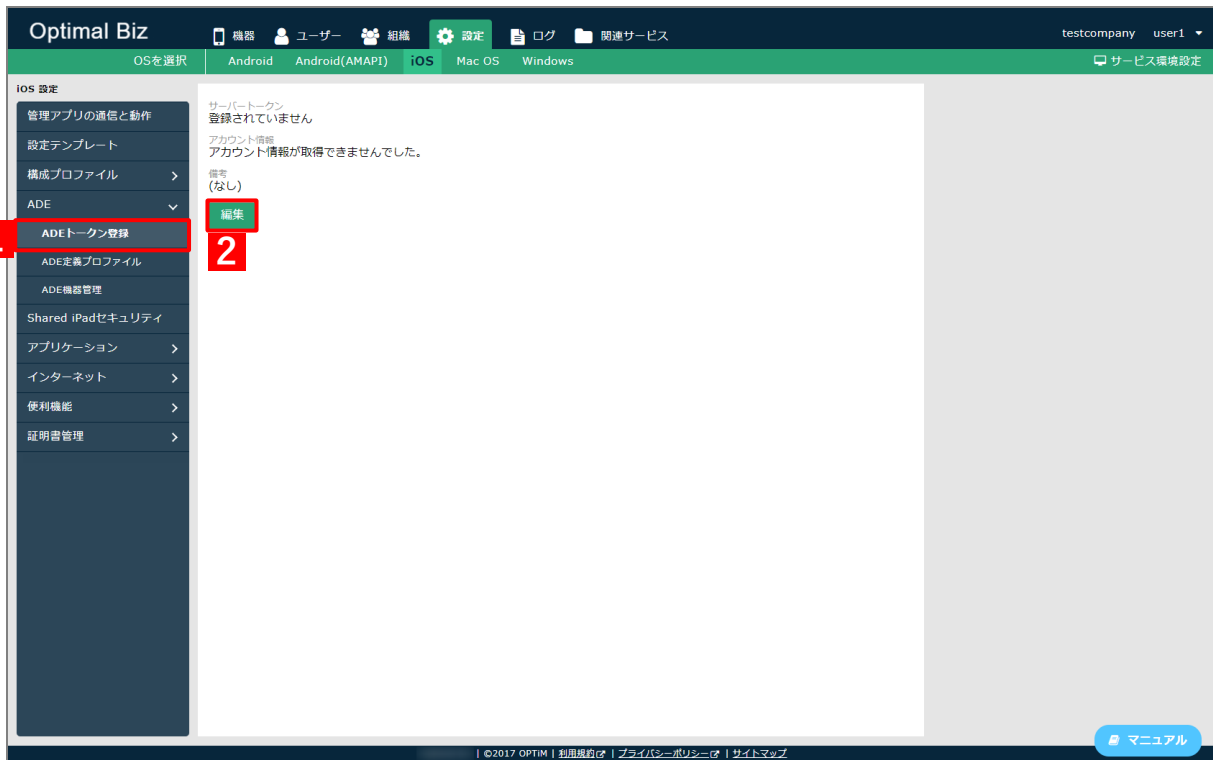 Optimal Biz
機器 ユーザー 組織 設定 ログ 関連サービス
testcompany user1
OSを選択 Android Android(AMAPI) iOS Mac OS Windows サービス環境設定
iOS 設定
管理アプリの通信と動作
設定テンプレート
構成プロファイル
ADE
ADEトークン登録
ADE定義プロファイル
ADE機器管理
Shared iPadセキュリティ
アプリケーション
インターネット
便利機能
証明書管理
サーバートークン
登録されていません
アカウント情報
アカウント情報が取得できませんでした。
備考
(なし)
編集
2
マニュアル
| ©2017 OPTiM | 利用規約 | プライバシーポリシー | サイトマップ